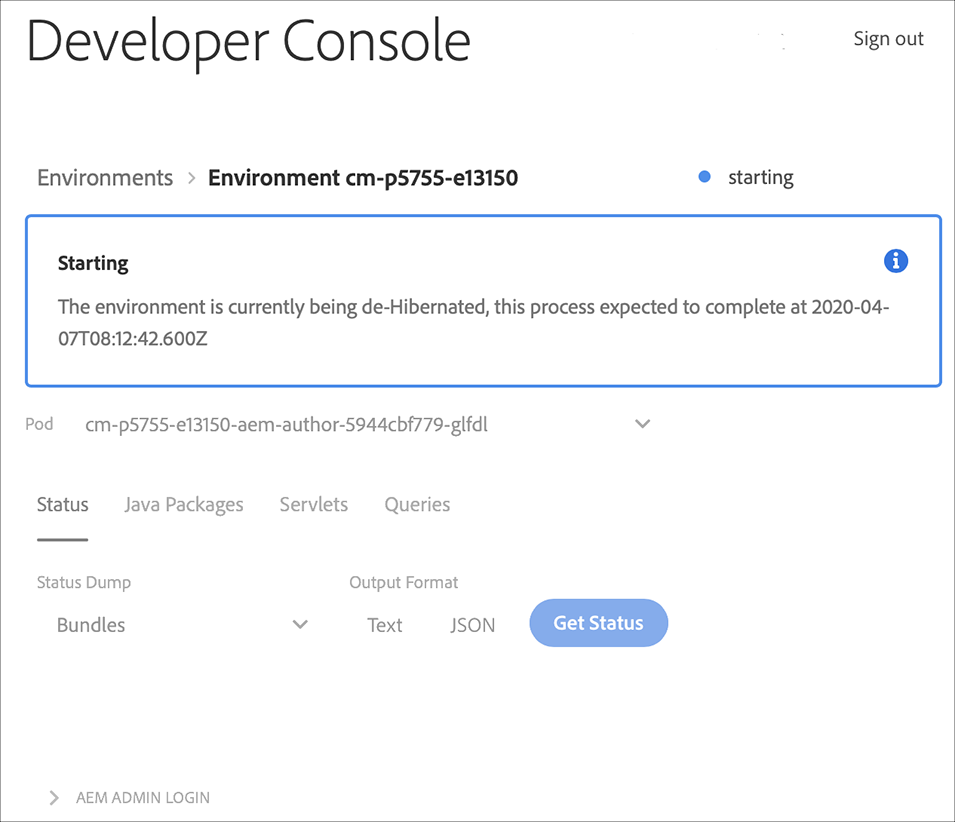 Developer Console
Sign out
Environments > Environment cm-p5755-e13150
starting
Starting
The environment is currently being de-Hibernated, this process expected to complete at 2020-04-
07T08:12:42.600Z
Pod cm-p5755-e13150-aem-author-5944cbf779-glfdl
Status Java Packages Servlets Queries
Status Dump Output Format
Bundles Text JSON Get Status
AEM ADMIN LOGIN